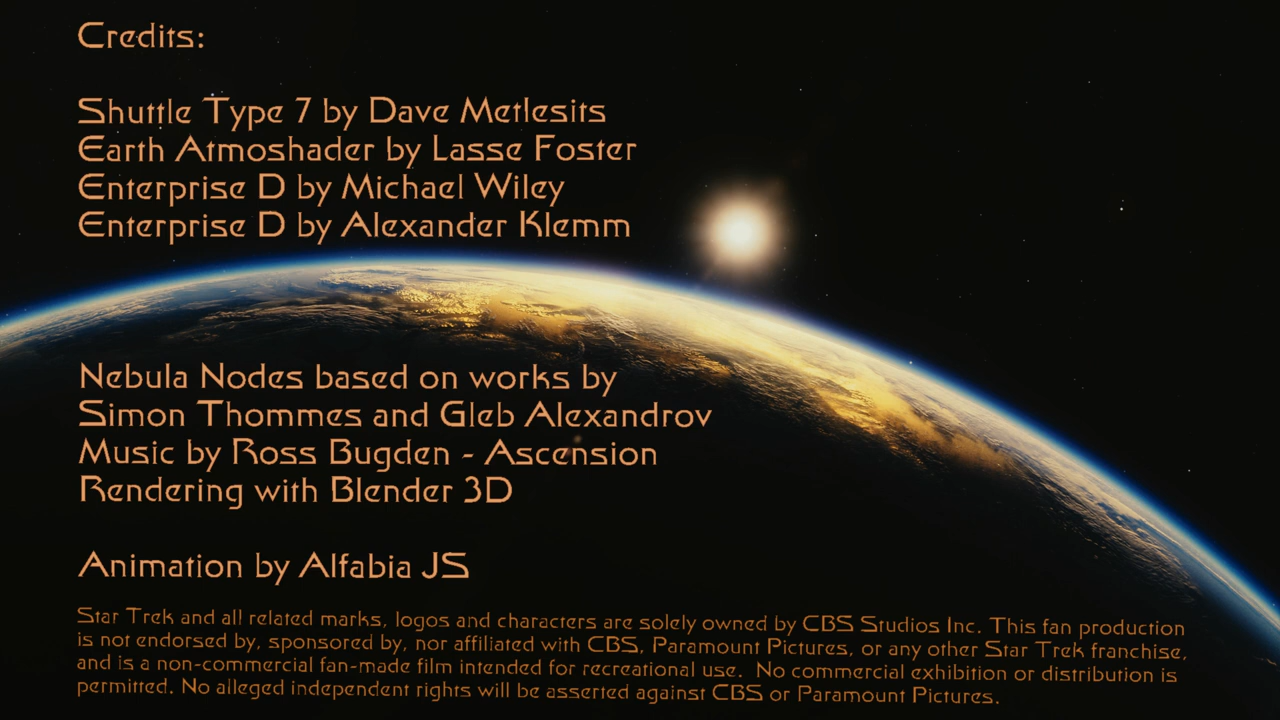 Credits:
Shuttle Type 7 by Dave Metlesits
Earth Atmoshader by Lasse Foster
Enterprise D by Michael Wiley
Enterprise D by Alexander Klemm
Nebula Nodes based on works by
Simon Thommes and Gleb Alexandrov
Music by Ross Bugden - Ascension
Rendering with Blender 3D
Animation by Alfabia JS
Star Trek and all related marks, logos and characters are solely owned by CBS Studios Inc. This fan production
is not endorsed by, sponsored by, nor affiliated with CBS, Paramount Pictures, or any other Star Trek franchise,
and is a non-commercial fan-made film intended for recreational use. No commercial exhibition or distribution is
permitted. No alleged independent rights will be asserted against CBS or Paramount Pictures.